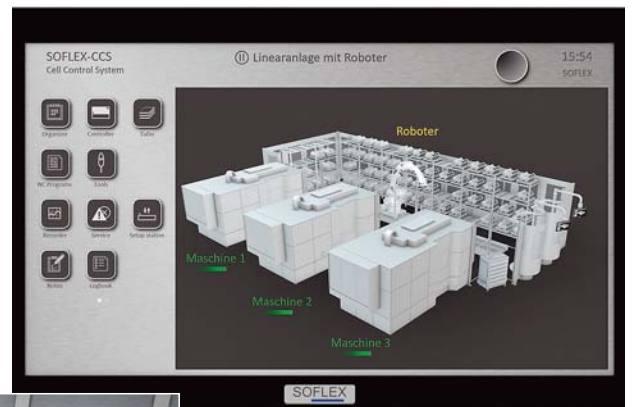 SOFLEX-CCS
Cell Control System
Linearanlage mit Roboter
15:54
SOFLEX
Organizer
Controller
NC Programs
Tools
Recorder
Service
Setup station
Notes
Logbook
Roboter
Maschine 1
Maschine 2
Maschine 3
SOFLEX